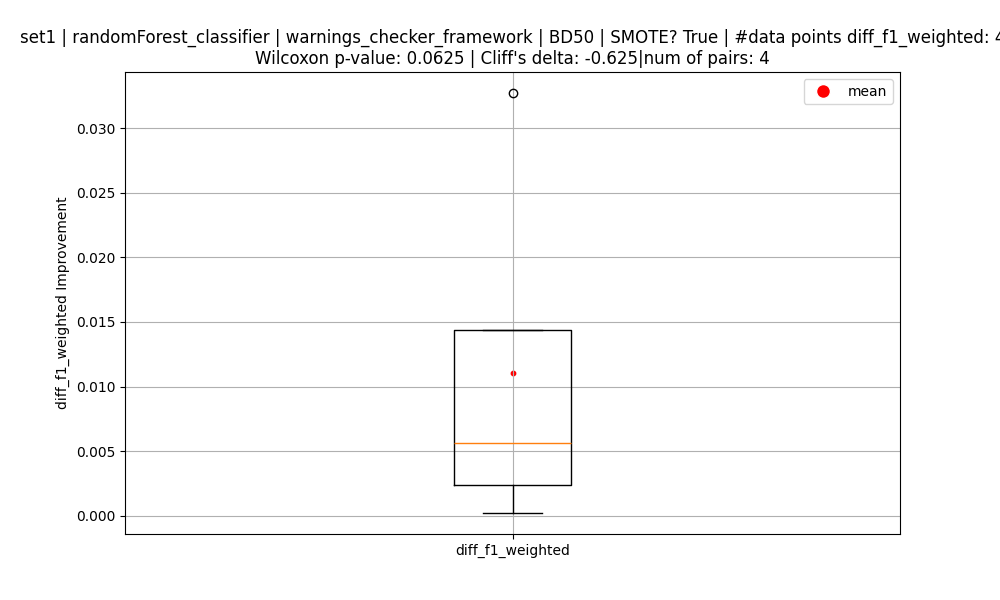 set1 | randomForest_classifier | warnings_checker_framework | BD50 | SMOTE? True | #data points diff_f1_weighted: 4
Wilcoxon p-value: 0.0625 | Cliff's delta: -0.625|num of pairs: 4
mean
0.030
0.025
0.020
0.015
0.010
0.005
0.000
diff_f1_weighted Improvement
diff_f1_weighted